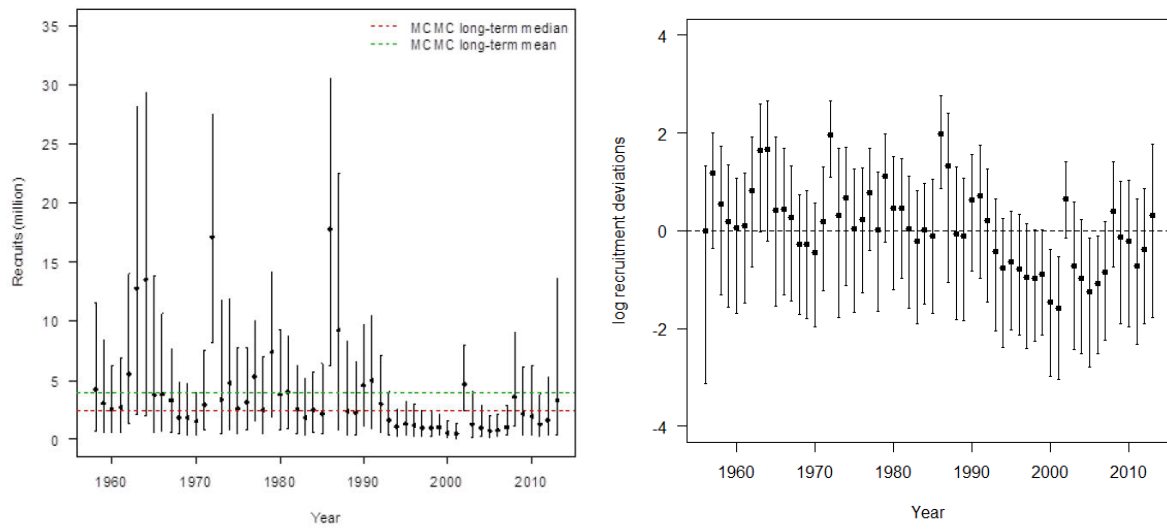 35
30
25
20
15
10
5
0
Recruits (million)
MCMC long-term median
MCMC long-term mean
1960 1970 1980 1990 2000 2010
Year
4
2
0
-2
-4
log recruitment deviations
1960 1970 1980 1990 2000 2010
Year